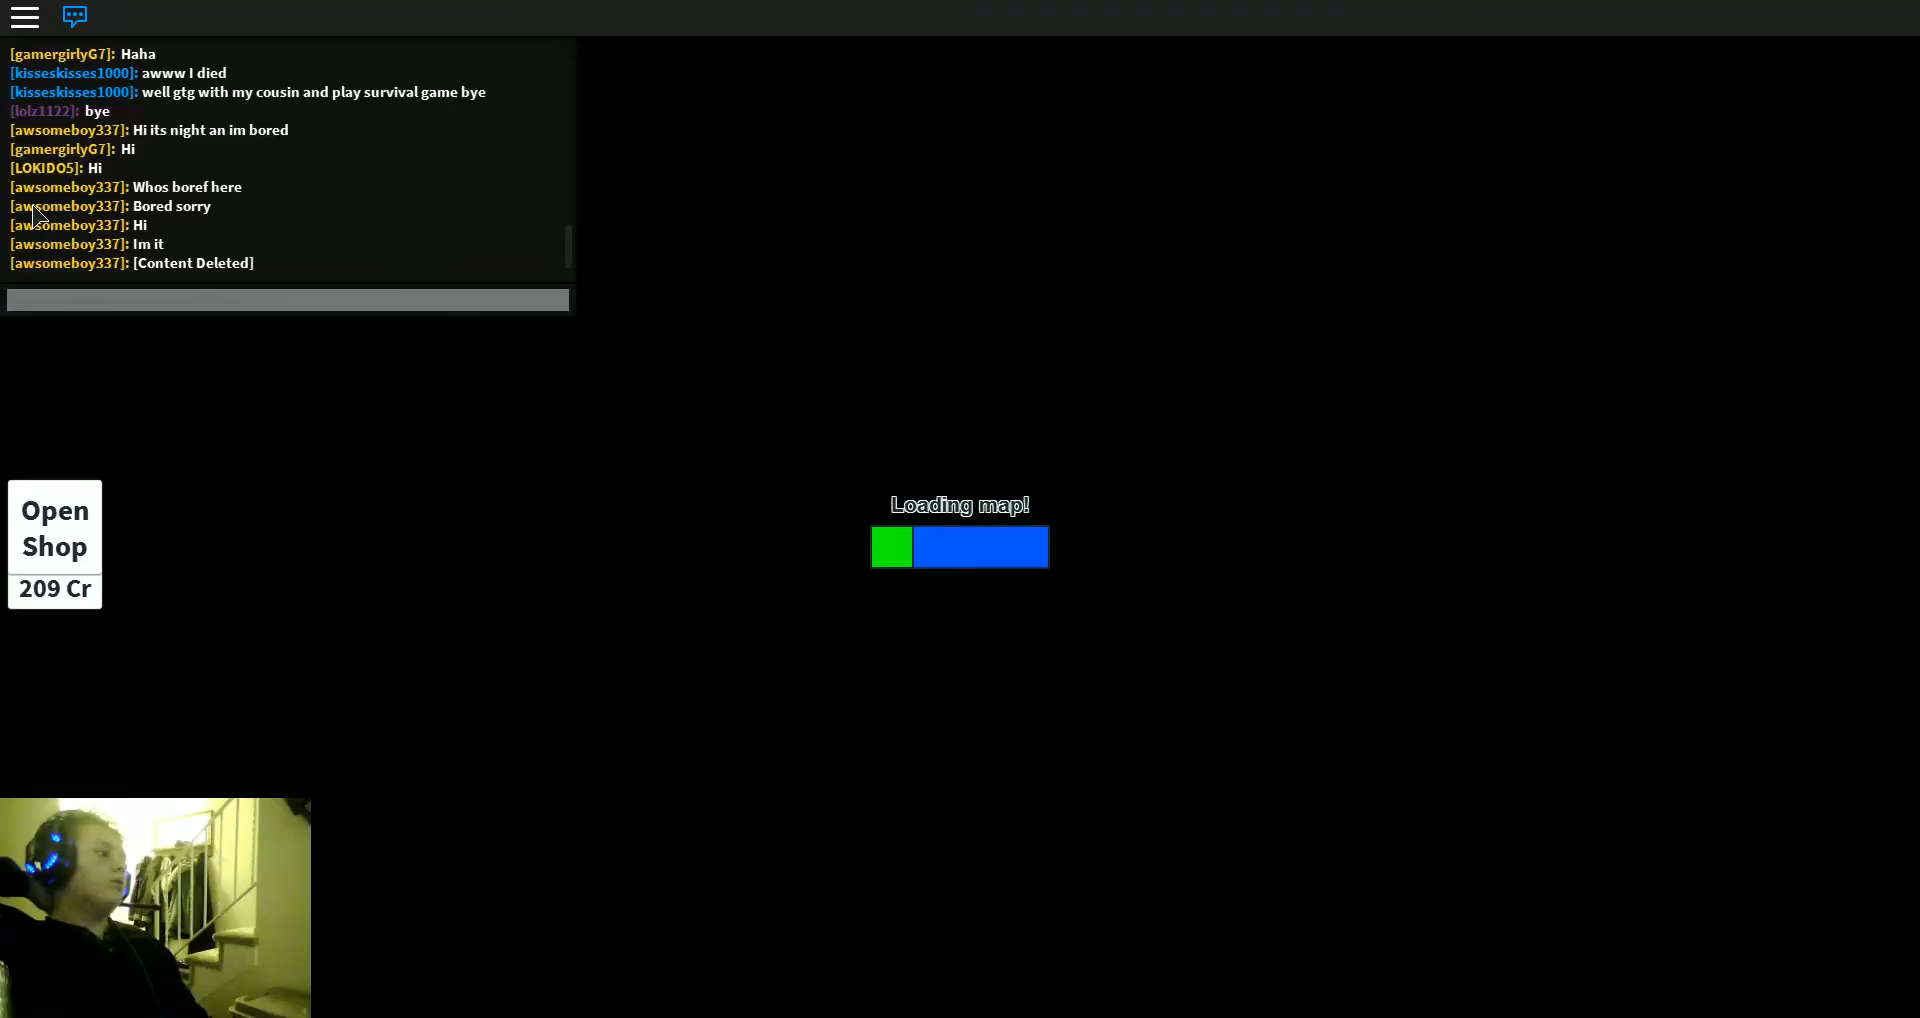 [gamergirlyG7]: Haha
[kisseskisses1000]: awww I died
[kisseskisses1000]: well gtg with my cousin and play survival game bye
[lolz1122]: bye
[awsomeboy337]: Hi its night an im bored
[gamergirlyG7]: Hi
[LOKIDO5]: Hi
[awsomeboy337]: Whos boref here
[awsomeboy337]: Bored sorry
[awsomeboy337]: Hi
[awsomeboy337]: Im it
[awsomeboy337]: [Content Deleted]
Loading map!
Open
Shop
209 Cr